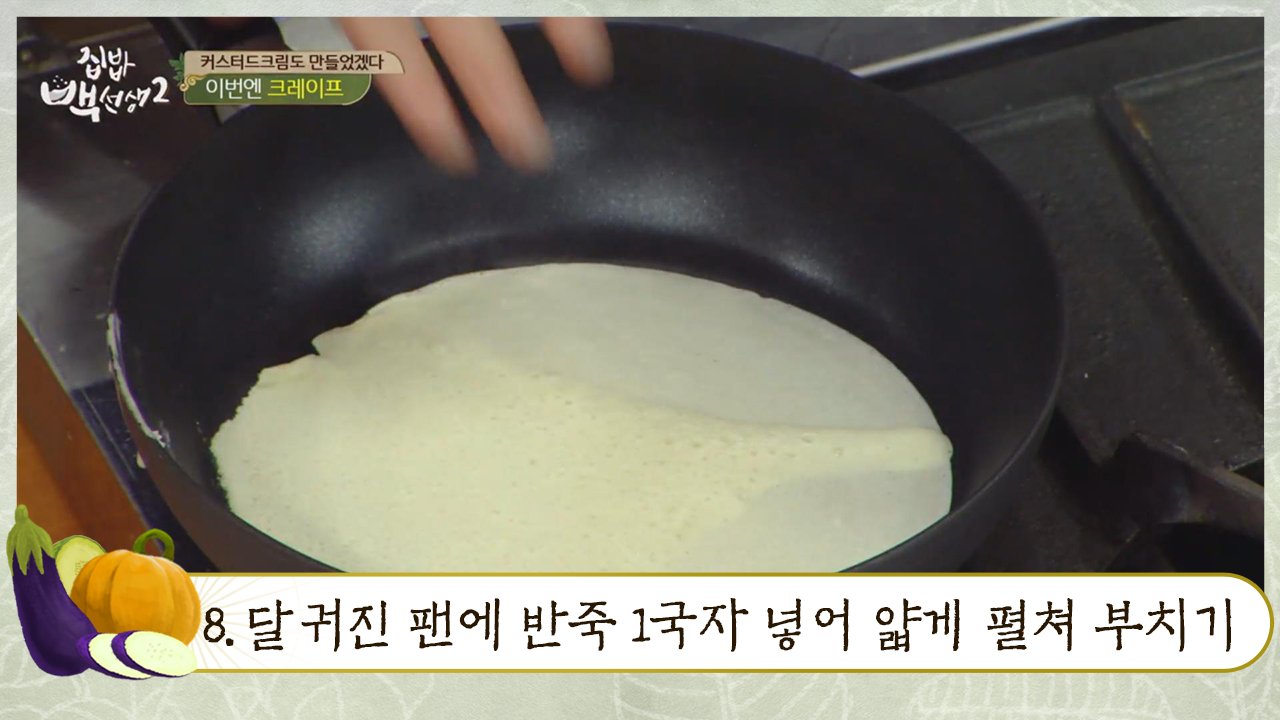 집밥
백선생2
커스터드크림도 만들었겠다
이번엔 크레이프
8. 달궈진 팬에 반죽 1국자 넣어 얇게 펼쳐 부치기